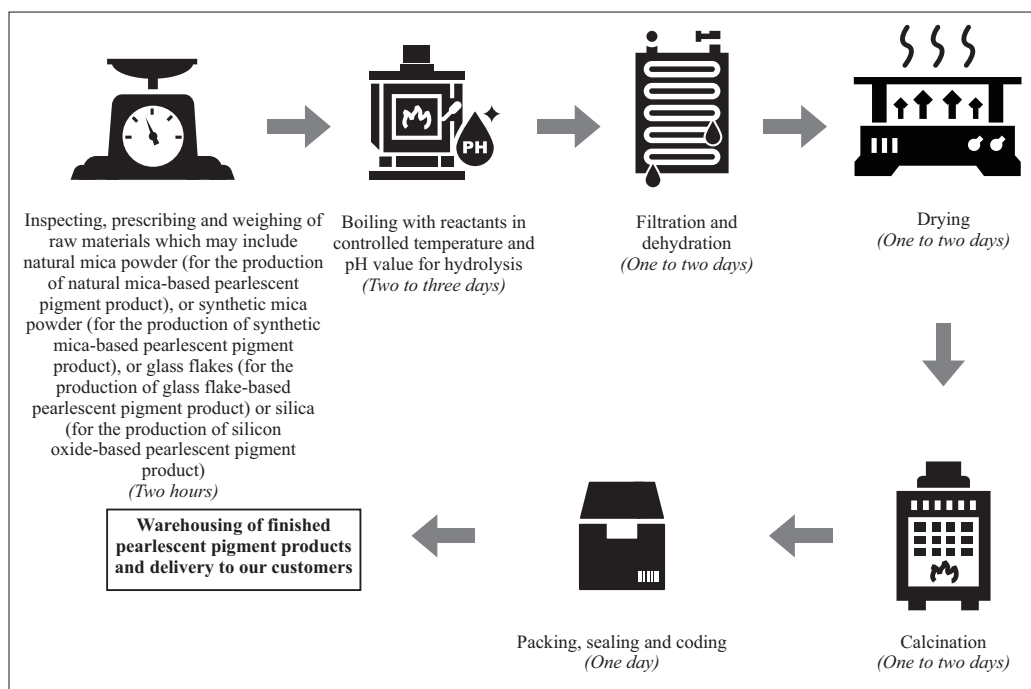 PH
Inspecting, prescribing and weighing of
raw materials which may include
natural mica powder (for the production
of natural mica-based pearlescent
pigment product), or synthetic mica
powder (for the production of synthetic
mica-based pearlescent pigment
product), or glass flakes (for the
production of glass flake-based
pearlescent pigment product) or silica
(for the production of silicon
oxide-based pearlescent pigment
product)
(Two hours)
Boiling with reactants in
controlled temperature and
pH value for hydrolysis
(Two to three days)
Filtration and
dehydration
(One to two days)
Drying
(One to two days)
Calcination
(One to two days)
Packing, sealing and coding
(One day)
Warehousing of finished
pearlescent pigment products
and delivery to our customers